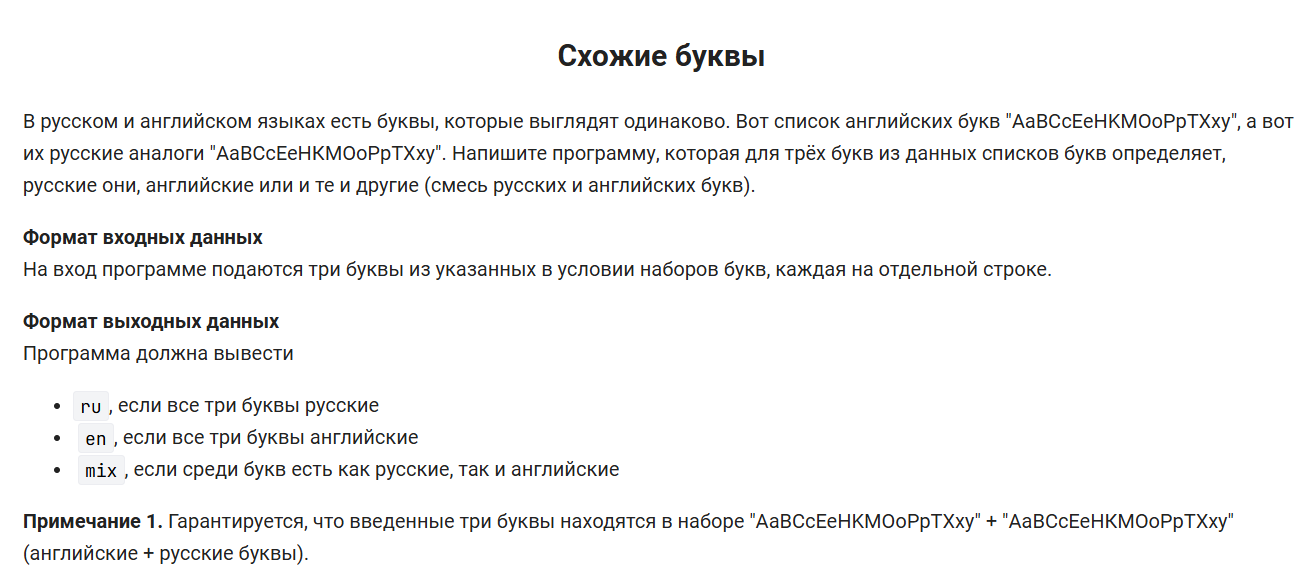 Схожие буквы
В русском и английском языках есть буквы, которые выглядят одинаково. Вот список английских букв "AaBCcEeHKMOoPpTXxy", а вот
их русские аналоги "АаВСсЕеНКМОоРрТХху". Напишите программу, которая для трёх букв из данных списков букв определяет,
русские они, английские или и те и другие (смесь русских и английских букв).
Формат входных данных
На вход программе подаются три буквы из указанных в условии наборов букв, каждая на отдельной строке.
Формат выходных данных
Программа должна вывести
• ru, если все три буквы русские
• en, если все три буквы английские
• mix, если среди букв есть как русские, так и английские
Примечание 1. Гарантируется, что введенные три буквы находятся в наборе "AaBCcEeHKMOoPpTXxy" + "АаВСсЕеНКМОоРрТХху"
(английские + русские буквы).